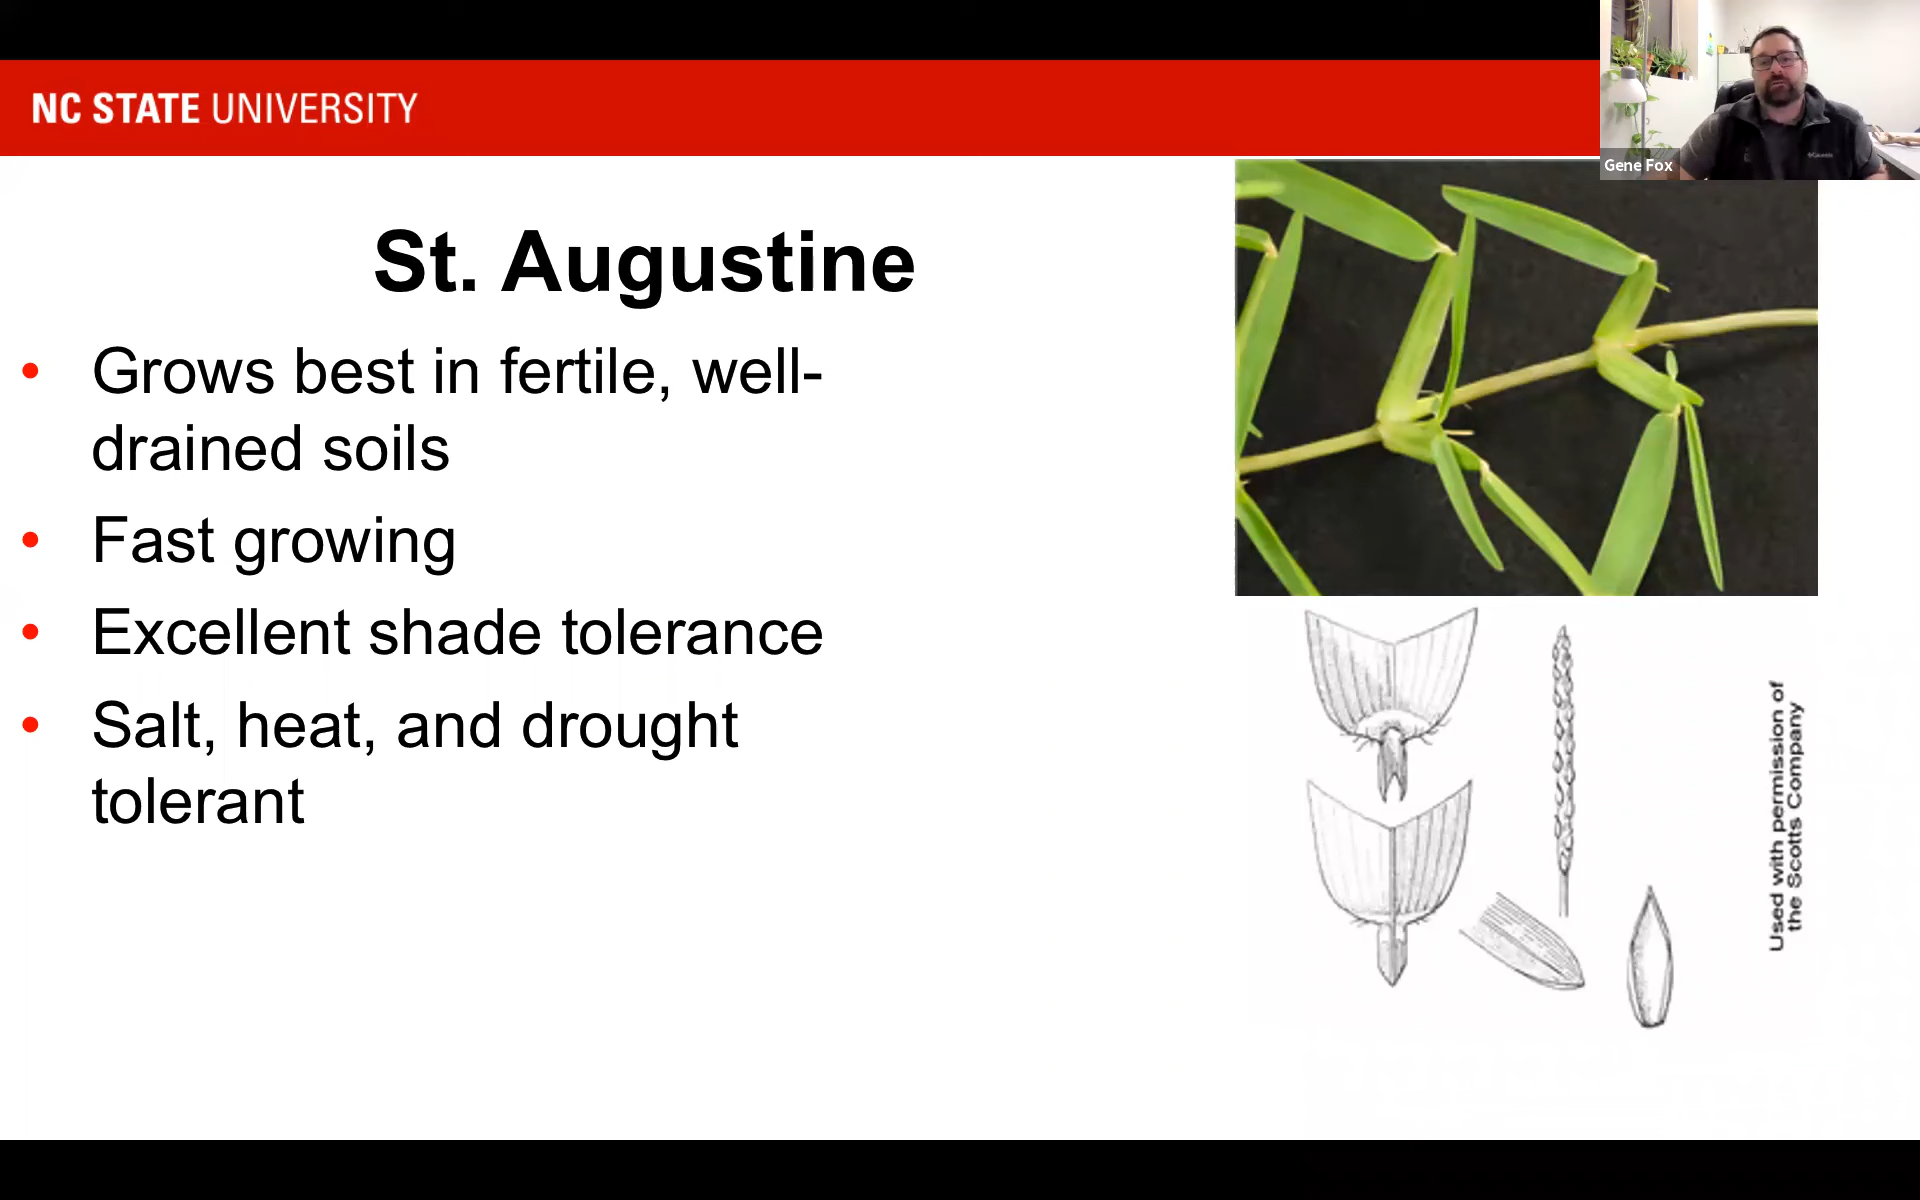 NC STATE UNIVERSITY
Gene Fox
St. Augustine
• Grows best in fertile, well-
drained soils
• Fast growing
• Excellent shade tolerance
• Salt, heat, and drought
tolerant
Used with permission of
the Scotts Company